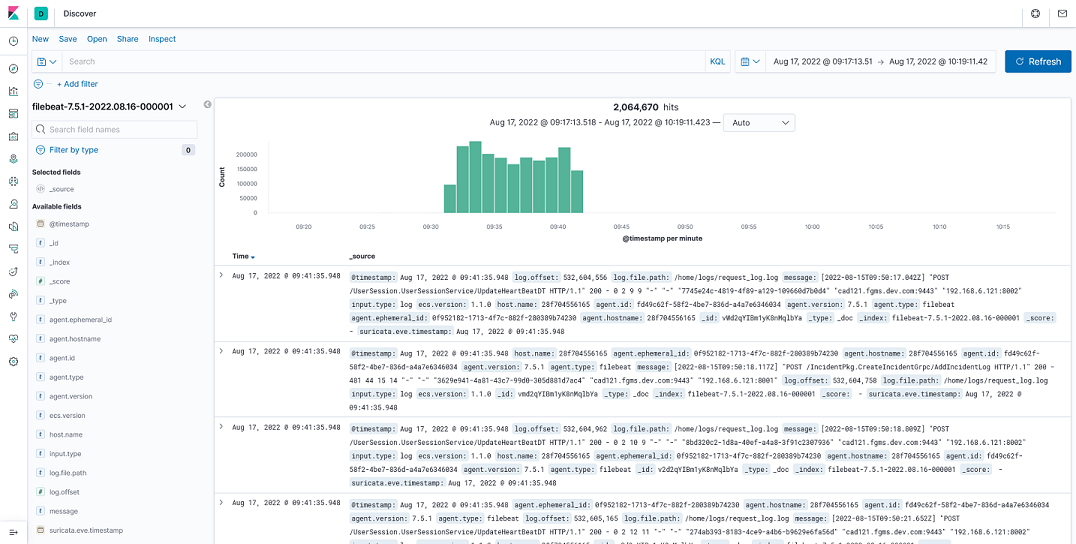 D Discover
New Save Open Share Inspect
Search KQL Aug 17, 2022 @ 09:17:13.51 → Aug 17, 2022 @ 10:19:11.42 Refresh
+ Add filter
filebeat-7.5.1-2022.08.16-000001
Search field names
Filter by type 0
Selected fields
_source
Available fields
@timestamp
t _id
t _index
# _score
t _type
t agent.ephemeral_id
t agent.hostname
t agent.id
t agent.type
t agent.version
t ecs.version
t host.name
t input.type
t log.file.path
# log.offset
t message
suricata.eve.timestamp
2,064,670 hits
Aug 17, 2022 @ 09:17:13.518 - Aug 17, 2022 @ 10:19:11.423 — Auto
Count
200000
150000
100000
50000
0
09:20 09:25 09:30 09:35 09:40 09:45 09:50 09:55 10:00 10:05 10:10 10:15
@timestamp per minute
Time _source
Aug 17, 2022 @ 09:41:35.948 @timestamp: Aug 17, 2022 @ 09:41:35.948 log.offset: 532,604,556 log.file.path: /home/logs/request_log.log message: [2022-08-15T09:50:17.042Z] "POST
/UserSession.UserSessionService/UpdateHeartBeatDT HTTP/1.1" 200 - 0 2 9 9 "-" "-" "7745e24c-4819-4f89-a129-109660d7b0d4" "cad121.fgms.dev.com:9443" "192.168.6.121:8002"
input.type: log ecs.version: 1.1.0 host.name: 28f704556165 agent.id: fd49c62f-58f2-4be7-836d-a4a7e6346034 agent.version: 7.5.1 agent.type: filebeat
agent.ephemeral_id: 0f952182-1713-4f7c-882f-280389b74230 agent.hostname: 28f704556165 _id: vWd2qYIBm1yK8nMqlbYa _type: _doc _index: filebeat-7.5.1-2022.08.16-000001 _score:
- suricata.eve.timestamp: Aug 17, 2022 @ 09:41:35.948
Aug 17, 2022 @ 09:41:35.948 @timestamp: Aug 17, 2022 @ 09:41:35.948 host.name: 28f704556165 agent.ephemeral_id: 0f952182-1713-4f7c-882f-280389b74230 agent.hostname: 28f704556165 agent.id: fd49c62f-
58f2-4be7-836d-a4a7e6346034 agent.version: 7.5.1 agent.type: filebeat message: [2022-08-15T09:50:18.117Z] "POST /IncidentPkg.CreateIncidentGrpc/AddIncidentLog HTTP/1.1" 200 -
481 44 15 14 "-" "-" "3629e941-4a81-43c7-99d0-305d881d7ac4" "cad121.fgms.dev.com:9443" "192.168.6.121:8001" log.offset: 532,604,758 log.file.path: /home/logs/request_log.log
input.type: log ecs.version: 1.1.0 _id: vmd2qYIBm1yK8nMqlbYa _type: _doc _index: filebeat-7.5.1-2022.08.16-000001 _score: - suricata.eve.timestamp: Aug 17, 2022 @
09:41:35.948
Aug 17, 2022 @ 09:41:35.948 @timestamp: Aug 17, 2022 @ 09:41:35.948 log.offset: 532,604,962 log.file.path: /home/logs/request_log.log message: [2022-08-15T09:50:18.809Z] "POST
/UserSession.UserSessionService/UpdateHeartBeatDT HTTP/1.1" 200 - 0 2 10 9 "-" "-" "8bd320c2-1d8a-40ef-a4a8-3f91c2307936" "cad121.fgms.dev.com:9443" "192.168.6.121:8002"
input.type: log ecs.version: 1.1.0 host.name: 28f704556165 agent.ephemeral_id: 0f952182-1713-4f7c-882f-280389b74230 agent.hostname: 28f704556165 agent.id: fd49c62f-
58f2-4be7-836d-a4a7e6346034 agent.version: 7.5.1 agent.type: filebeat _id: v2d2qYIBm1yK8nMqlbYa _type: _doc _index: filebeat-7.5.1-2022.08.16-000001 _score: -
suricata.eve.timestamp: Aug 17, 2022 @ 09:41:35.948
Aug 17, 2022 @ 09:41:35.948 @timestamp: Aug 17, 2022 @ 09:41:35.948 agent.ephemeral_id: 0f952182-1713-4f7c-882f-280389b74230 agent.hostname: 28f704556165 agent.id: fd49c62f-58f2-4be7-836d-a4a7e6346034
agent.version: 7.5.1 agent.type: filebeat log.offset: 532,605,165 log.file.path: /home/logs/request_log.log message: [2022-08-15T09:50:21.652Z] "POST
/UserSession.UserSessionService/UpdateHeartBeatDT HTTP/1.1" 200 - 0 2 12 11 "-" "-" "274ab393-8183-4ce9-a4b6-b9629e6fa56d" "cad121.fgms.dev.com:9443" "192.168.6.121:8002"